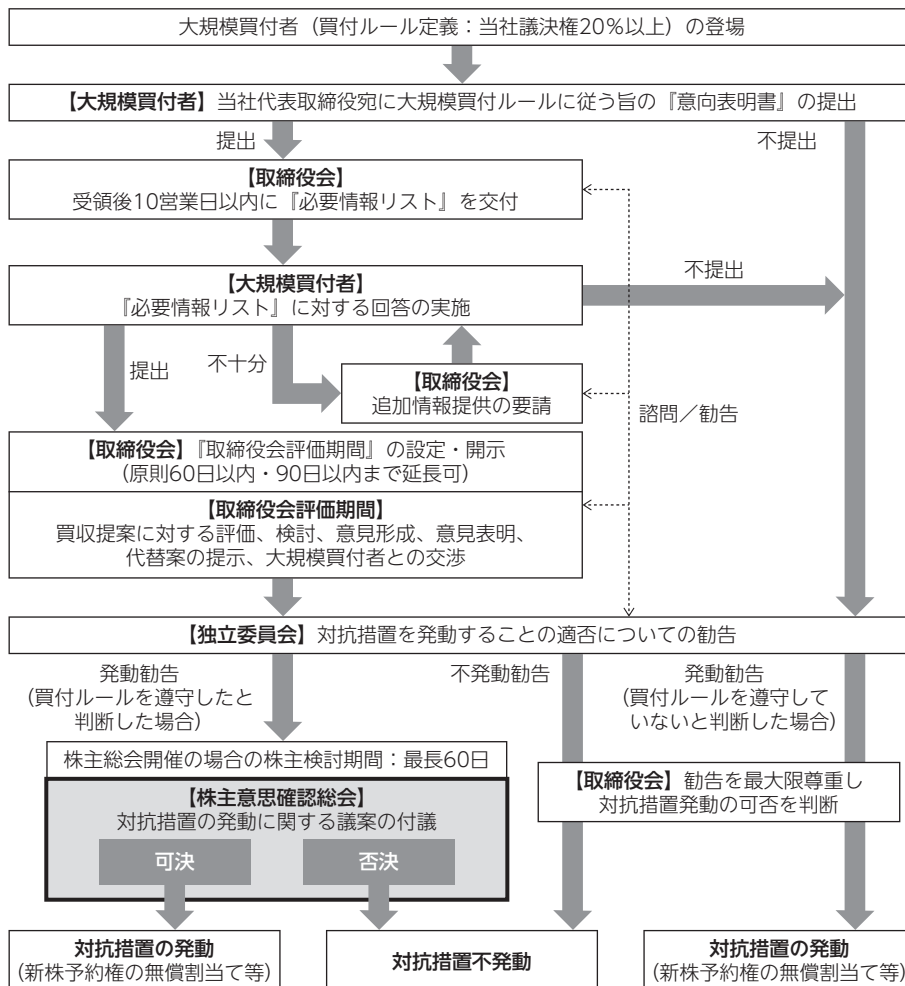 大規模買付者（買付ルール定義：当社議決権20％以上）の登場
【大規模買付者】当社代表取締役宛に大規模買付ルールに従う旨の『意向表明書』の提出
提出
不提出
【取締役会】
受領後10営業日以内に『必要情報リスト』を交付
【大規模買付者】
『必要情報リスト』に対する回答の実施
不提出
提出
不十分
【取締役会】
追加情報提供の要請
諮問／勧告
【取締役会】『取締役会評価期間』の設定・開示
（原則60日以内・90日以内まで延長可）
【取締役会評価期間】
買収提案に対する評価、検討、意見形成、意見表明、
代替案の提示、大規模買付者との交渉
【独立委員会】対抗措置を発動することの適否についての勧告
発動勧告
（買付ルールを遵守したと
判断した場合）
不発動勧告
発動勧告
（買付ルールを遵守して
いないと判断した場合）
株主総会開催の場合の株主検討期間：最長60日
【株主意思確認総会】
対抗措置の発動に関する議案の付議
可決
否決
【取締役会】勧告を最大限尊重し
対抗措置発動の可否を判断
対抗措置の発動
（新株予約権の無償割当て等）
対抗措置不発動
対抗措置の発動
（新株予約権の無償割当て等）